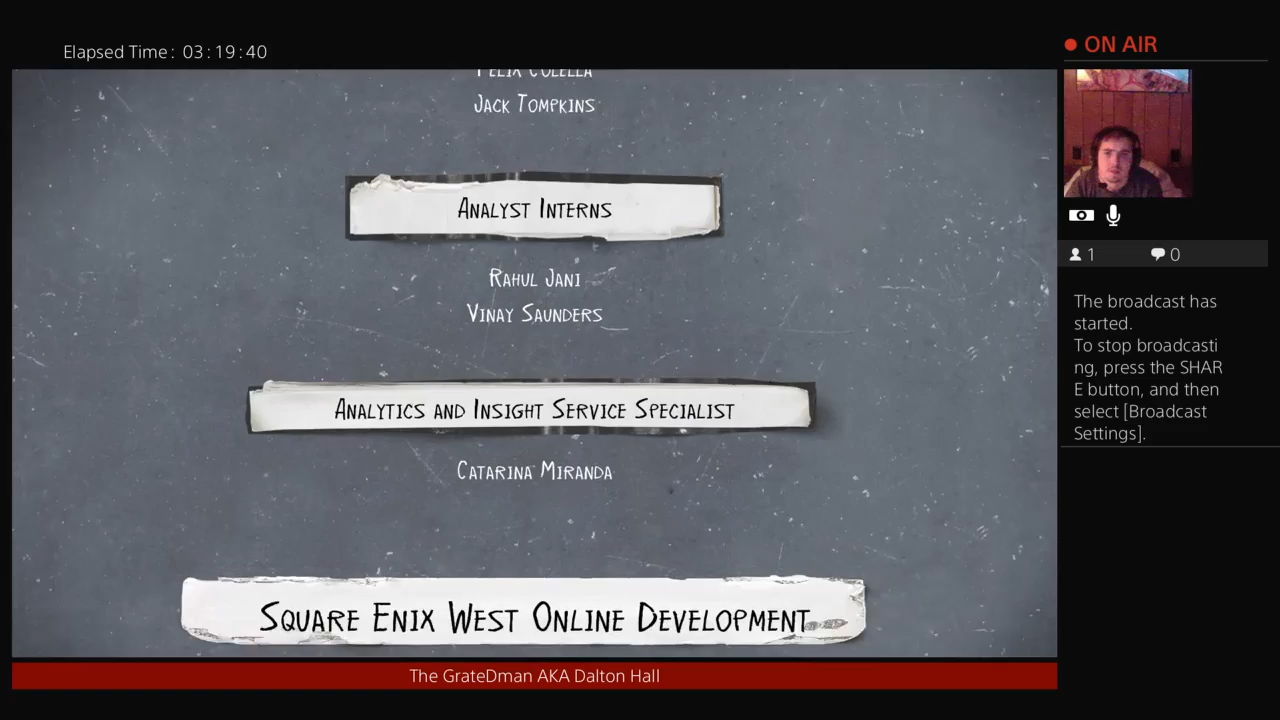 Elapsed Time: 03:19:40
ON AIR
Felix Colella
Jack Tompkins
Analyst Interns
Rahul Jani
Vinay Saunders
Analytics and Insight Service Specialist
Catarina Miranda
Square Enix West Online Development
The GrateDman AKA Dalton Hall
1
0
The broadcast has
started.
To stop broadcasti
ng, press the SHAR
E button, and then
select [Broadcast
Settings].